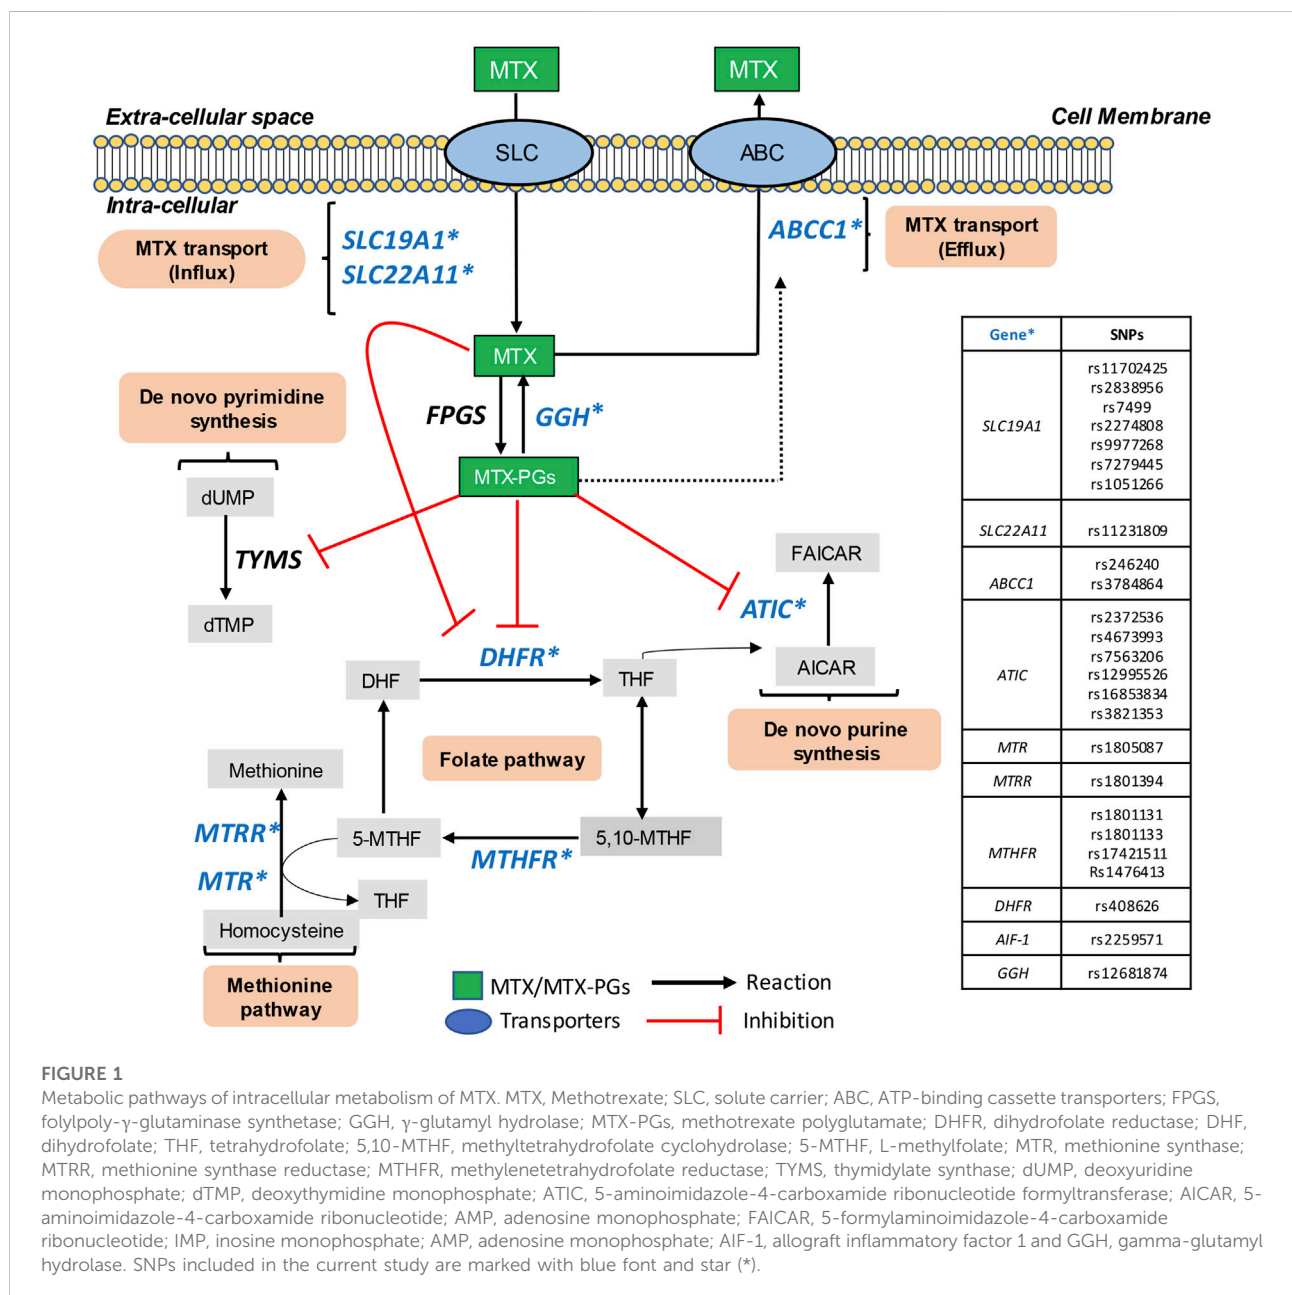 MTX
MTX
Extra-cellular space
Cell Membrane
SLC
ABC
Intra-cellular
MTX transport
(Influx)
SLC19A1*
SLC22A11*
ABCC1*
MTX transport
(Efflux)
MTX
FPGS
GGH*
MTX-PGs
De novo pyrimidine
synthesis
dUMP
TYMS
dTMP
FAICAR
ATIC*
AICAR
De novo purine
synthesis
DHFR*
DHF
THF
Folate pathway
Methionine
MTRR*
MTR*
5-MTHF
MTHFR*
5,10-MTHF
THF
Homocysteine
Methionine
pathway
MTX/MTX-PGs
Reaction
Transporters
Inhibition
Gene* SNPs
SLC19A1
rs11702425
rs2838956
rs7499
rs2274808
rs9977268
rs7279445
rs1051266
SLC22A11 rs11231809
ABCC1
rs246240
rs3784864
ATIC
rs2372536
rs4673993
rs7563206
rs12995526
rs16853834
rs3821353
MTR rs1805087
MTRR rs1801394
MTHFR
rs1801131
rs1801133
rs17421511
Rs1476413
DHFR rs408626
AIF-1 rs2259571
GGH rs12681874
FIGURE 1
Metabolic pathways of intracellular metabolism of MTX. MTX, Methotrexate; SLC, solute carrier; ABC, ATP-binding cassette transporters; FPGS,
folylpoly-γ-glutaminase synthetase; GGH, γ-glutamyl hydrolase; MTX-PGs, methotrexate polyglutamate; DHFR, dihydrofolate reductase; DHF,
dihydrofolate; THF, tetrahydrofolate; 5,10-MTHF, methyltetrahydrofolate cyclohydrolase; 5-MTHF, L-methylfolate; MTR, methionine synthase;
MTRR, methionine synthase reductase; MTHFR, methylenetetrahydrofolate reductase; TYMS, thymidylate synthase; dUMP, deoxyuridine
monophosphate; dTMP, deoxythymidine monophosphate; ATIC, 5-aminoimidazole-4-carboxamide ribonucleotide formyltransferase; AICAR, 5-
aminoimidazole-4-carboxamide ribonucleotide; AMP, adenosine monophosphate; FAICAR, 5-formylaminoimidazole-4-carboxamide
ribonucleotide; IMP, inosine monophosphate; AMP, adenosine monophosphate; AIF-1, allograft inflammatory factor 1 and GGH, gamma-glutamyl
hydrolase. SNPs included in the current study are marked with blue font and star (*).